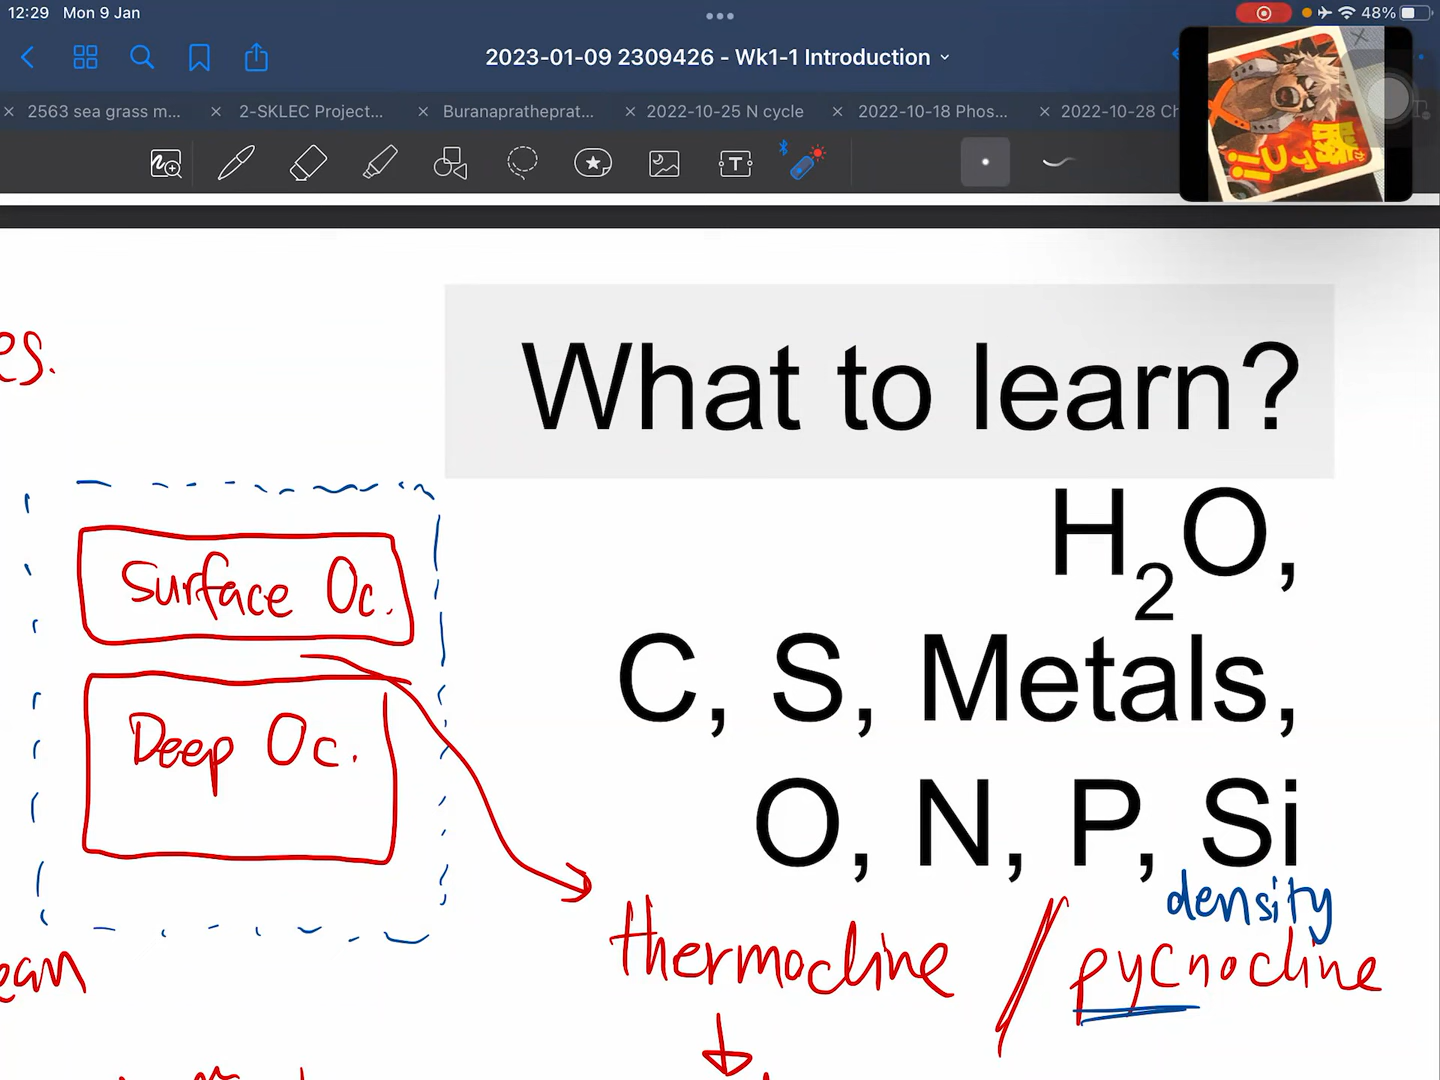 12:29 Mon 9 Jan
48%
2023-01-09 2309426 - Wk1-1 Introduction
2563 sea grass m...
2-SKLEC Project...
Buranapratheprat...
2022-10-25 N cycle
2022-10-18 Phos...
2022-10-28 Ch
T
es.
What to learn?
H₂O,
C, S, Metals,
O, N, P, Si
Surface Oc.
Deep Oc.
density
thermocline / pycnocline
ean